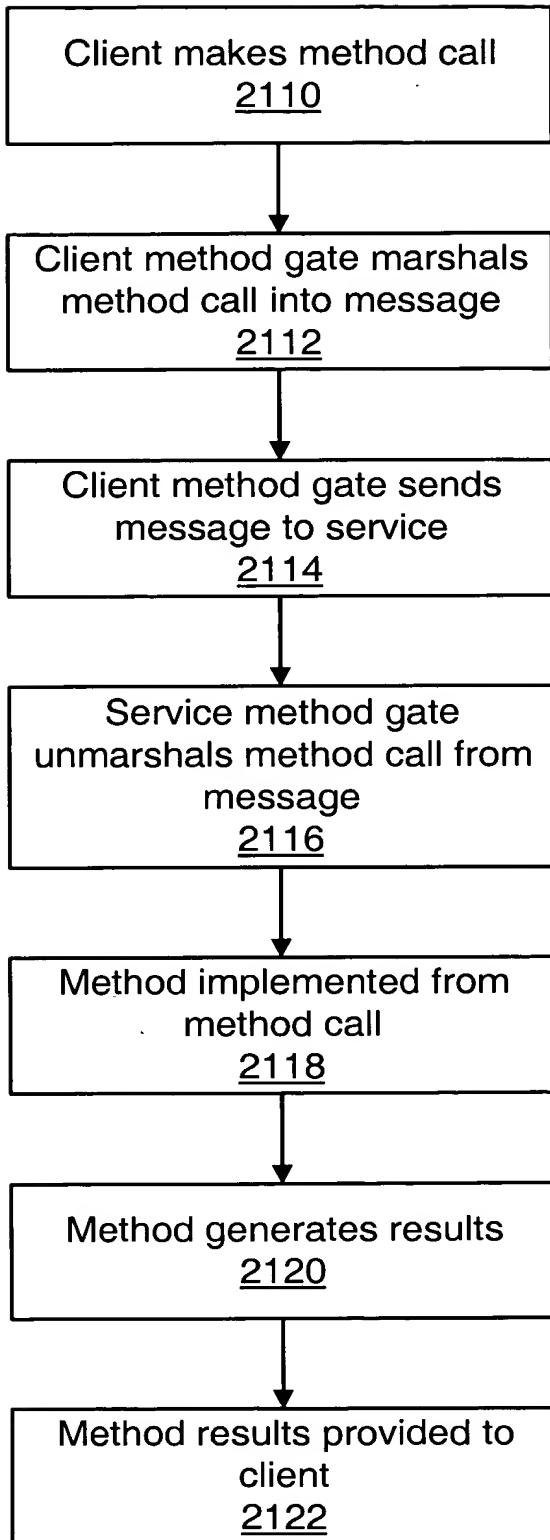 Client makes method call
2110
Client method gate marshals
method call into message
2112
Client method gate sends
message to service
2114
Service method gate
unmarshals method call from
message
2116
Method implemented from
method call
2118
Method generates results
2120
Method results provided to
client
2122